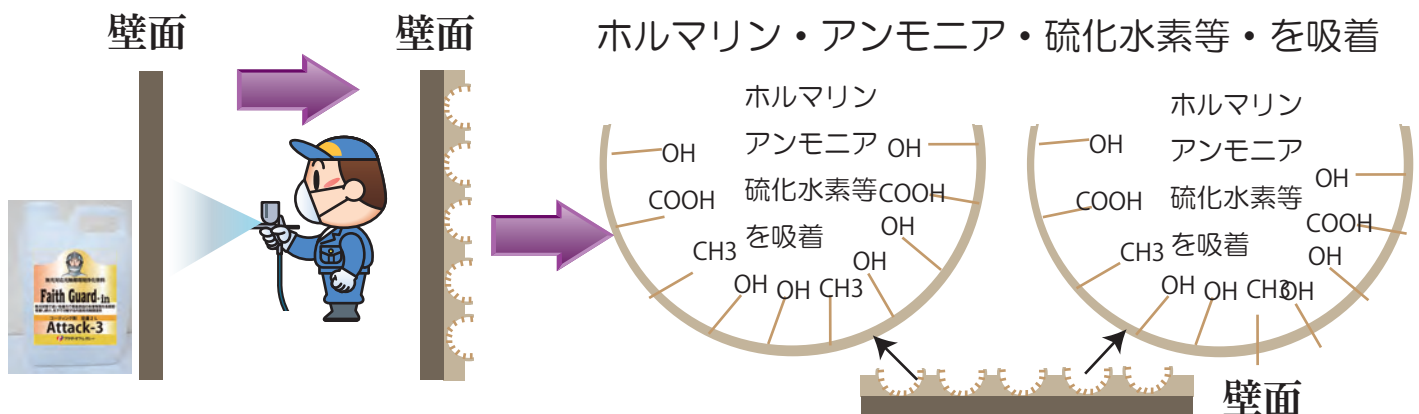 壁面
壁面
ホルマリン・アンモニア・硫化水素等・を吸着
Faith Guard-In
Attack-3
ホルマリン
アンモニア
硫化水素等
を吸着
OH
COOH
CH3
OH
OH
CH3
OH
OH
COOH
OH
ホルマリン
アンモニア
硫化水素等
を吸着
OH
COOH
CH3
OH
OH
CH3
OH
OH
COOH
OH
壁面